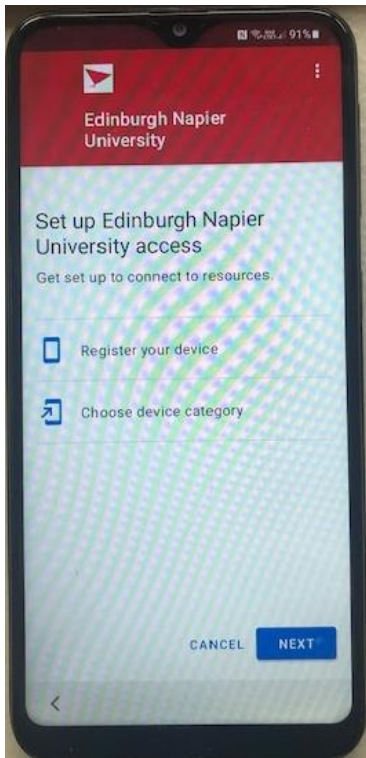 91%
Edinburgh Napier
University
Set up Edinburgh Napier
University access
Get set up to connect to resources.
Register your device
Choose device category
CANCEL NEXT